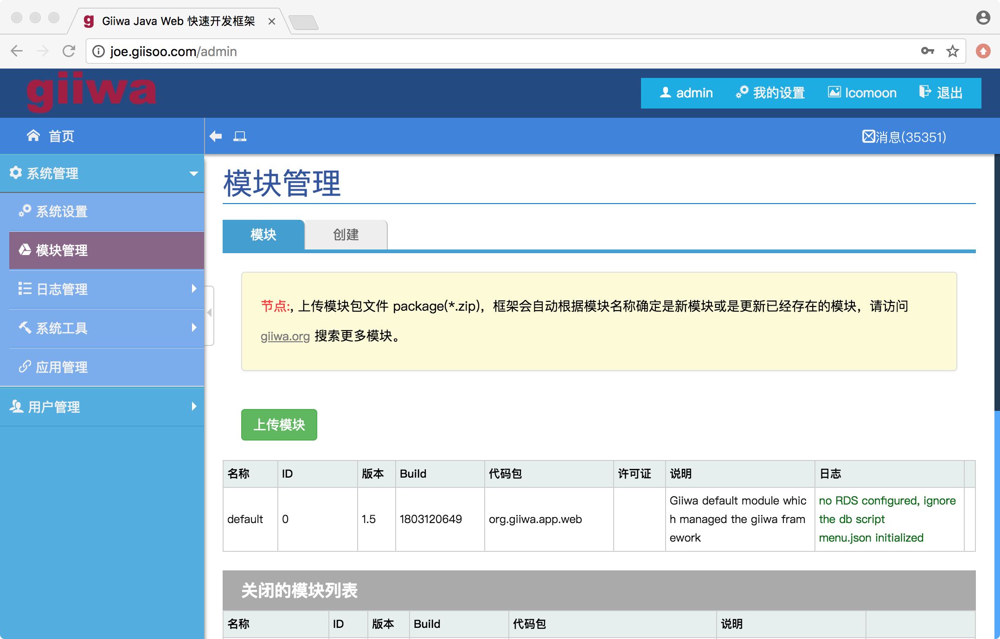 g Giiwa Java Web 快速开发框架
joe.giisoo.com/admin
giiwa
admin 我的设置 Icomoon 退出
首页
消息(35351)
系统管理
系统设置
模块管理
日志管理
系统工具
应用管理
用户管理
模块管理
模块 创建
节点:, 上传模块包文件 package(*.zip)，框架会自动根据模块名称确定是新模块或是更新已经存在的模块，请访问
giiwa.org 搜索更多模块。
上传模块
名称 ID 版本 Build 代码包 许可证 说明 日志
default 0 1.5 1803120649 org.giiwa.app.web
Giiwa default module whic
h managed the giiwa fram
ework
no RDS configured, ignore
the db script
menu.json initialized
关闭的模块列表
名称 ID 版本 Build 代码包 说明